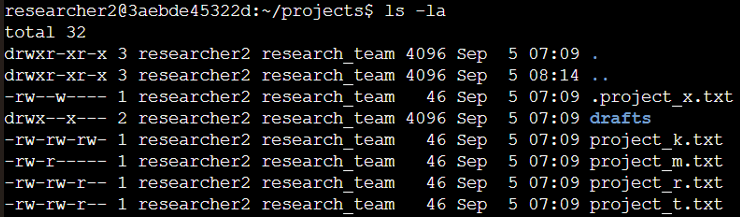 researcher2@3aebde45322d:~/projects$ ls -la
total 32
drwxr-xr-x 3 researcher2 research_team 4096 Sep  5 07:09 .
drwxr-xr-x 3 researcher2 research_team 4096 Sep  5 08:14 ..
-rw--w---- 1 researcher2 research_team   46 Sep  5 07:09 .project_x.txt
drwx--x--- 2 researcher2 research_team 4096 Sep  5 07:09 drafts
-rw-rw-rw- 1 researcher2 research_team   46 Sep  5 07:09 project_k.txt
-rw-r----- 1 researcher2 research_team   46 Sep  5 07:09 project_m.txt
-rw-rw-r-- 1 researcher2 research_team   46 Sep  5 07:09 project_r.txt
-rw-rw-r-- 1 researcher2 research_team   46 Sep  5 07:09 project_t.txt